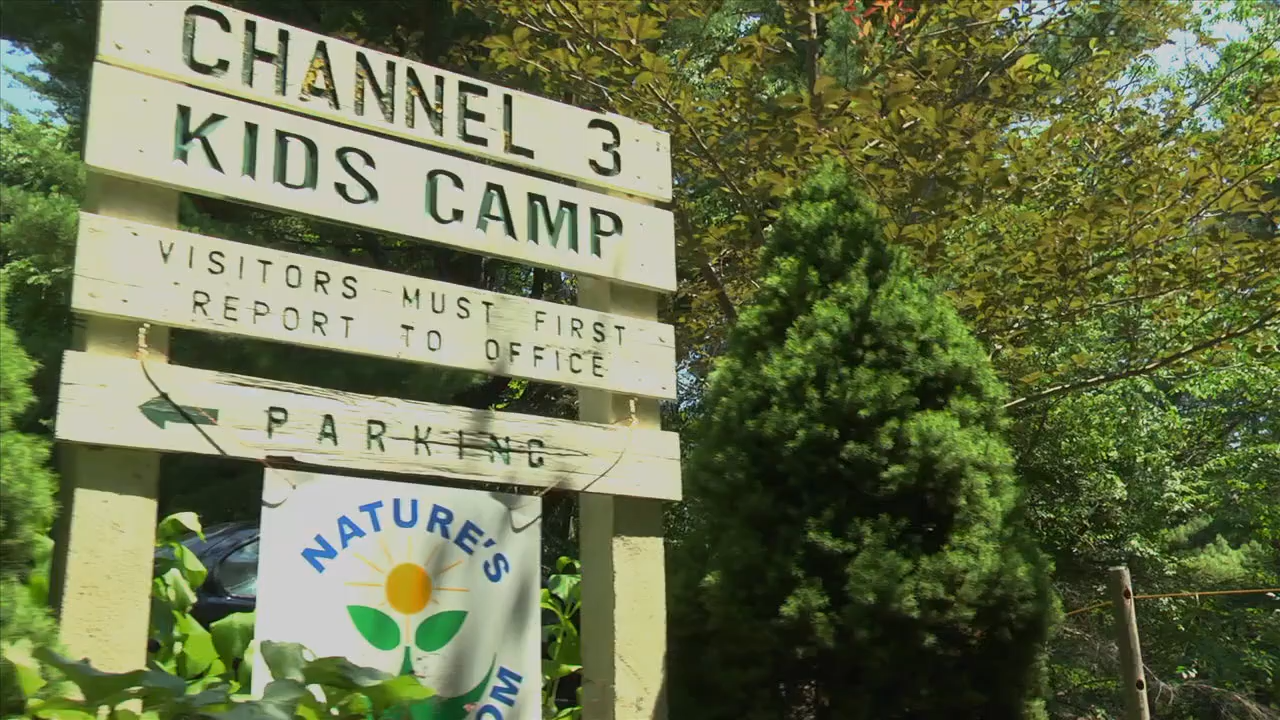 CHANNEL 3
KIDS CAMP
VISITORS MUST FIRST
REPORT TO OFFICE
PARKING
NATURE'S